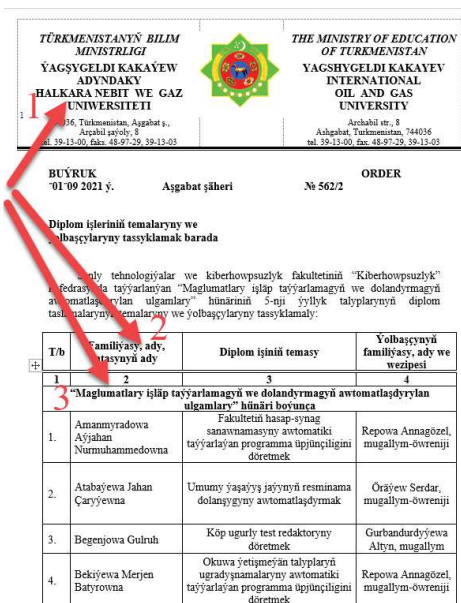 TÜRKMENISTANYŇ BILIM
MINISTRLIGI
ÝAGŞYGELDI KAKAÝEW
ADYNDAKY
HALKARA NEBIT WE GAZ
UNIWERSITETI
Türkmenistan, Aşgabat ş.,
Arçabil şaýoly, 8
tel. 39-13-00, faks. 48-97-29, 39-13-03
THE MINISTRY OF EDUCATION
OF TURKMENISTAN
YAGSHYGELDI KAKAYEV
INTERNATIONAL
OIL AND GAS
UNIVERSITY
Archabil str., 8
Ashgabat, Turkmenistan, 744036
tel. 39-13-00, fax. 48-97-29, 39-13-03
1
1
BUÝRUK ORDER
"01"09 2021 ý. Aşgabat şäheri № 562/2
Diplom işleriniň temalaryny we
ýolbaşçylaryny tassyklamak barada
tehnologiýalar we kiberhowpsuzlyk fakultetiniň “Kiberhowpsuzlyk”
taýýarlanýan “Maglumatlary işläp taýýarlamagyň we dolandyrmagyň
ulgamlary” hünäriniň 5-nji ýyllyk talyplarynyň diplom
temalaryny we ýolbaşçylaryny tassyklamaly:
2
T/b Familiýasy, ady, atasynyň ady Diplom işiniň temasy Ýolbaşçynyň familiýasy, ady we wezipesi
1 2 3 4
3
“Maglumatlary işläp taýýarlamagyň we dolandyrmagyň awtomatlaşdyrylan
ulgamlary” hünäri boýunça
1.
Amanmyradowa
Aýjahan
Nurmuhammedowna
Fakultetiň hasap-synag
sanawnamasyny awtomatiki
taýýarlaýan programma üpjünçiligini
döretmek
Repowa Annagözel,
mugallym-öwreniji
2.
Atabaýewa Jahan
Çaryýewna
Umumy ýaşaýyş jaýynyň resminama
dolanşygyny awtomatlaşdyrmak
Öräýew Serdar,
mugallym-öwreniji
3.
Begenjowa Gulruh
Köp ugurly test redaktoryny
döretmek
Gurbandurdyýewa
Altyn, mugallym
4.
Bekiýewa Merjen
Batyrowna
Okuwa ýetişmeýän talyplaryň
ugradyşnamalaryny awtomatiki
taýýarlaýan programma üpjünçiligini
döretmek
Repowa Annagözel,
mugallym-öwreniji